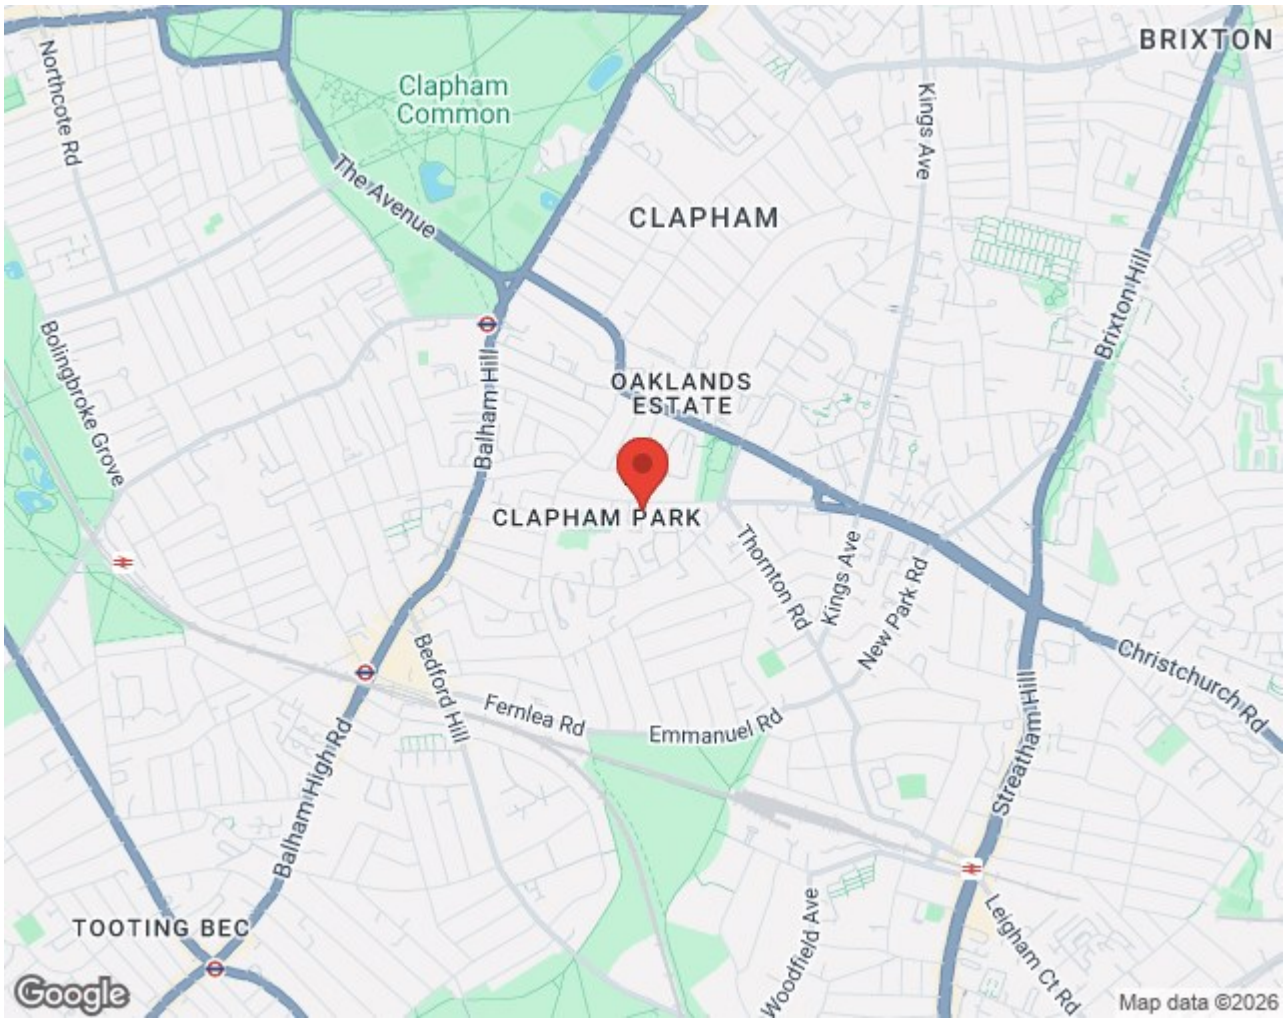 BRIXTON
Northcote Rd
Clapham
Common
Kings Ave
The Avenue
CLAPHAM
Brixton Hill
Bolingbroke Grove
Balham Hill
OAKLANDS
ESTATE
CLAPHAM PARK
Thornton Rd
Kings Ave
New Park Rd
Bedford Hill
Christchurch Rd
Fernlea Rd
Emmanuel Rd
Streatham Hill
Balham High Rd
TOOTING BEC
Woodfield Ave
Leigham Ct Rd
Google
Map data ©2026